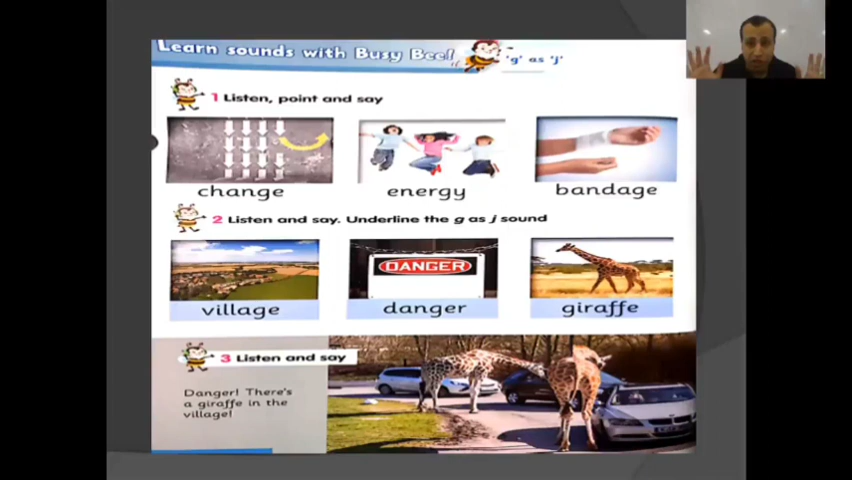 Learn sounds with Busy Bee!
'g' as 'j'
1 Listen, point and say
change
energy
bandage
2 Listen and say. Underline the g as j sound
DANGER
village
danger
giraffe
3 Listen and say
Danger! There's
a giraffe in the
village!